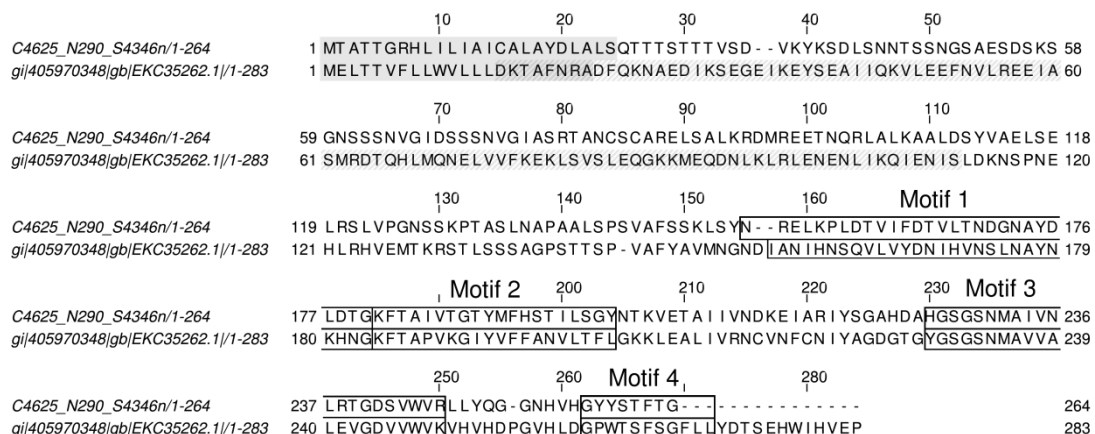 10 20 30 40 50
C4625_N290_S4346n/1-264 1 MTATTGRHLILIAICALAYDLALSQTTTSTTTVSD--VKYKSDLSNNTSSNGSAESDSKS 58
gi|405970348|gb|EKC35262.1|/1-283 1 MELTTVFLLWVLLLDKTAFNRADFQKNAEDIKSEGEIKEYSEAIIQKVLEEFNVLREEIA 60
70 80 90 100 110
C4625_N290_S4346n/1-264 59 GNSSSNVGIDSSSNVGIASRTANCSCARELSALKRDMREETNQRLALKAALDSYVAELSE 118
gi|405970348|gb|EKC35262.1|/1-283 61 SMRDTQHLMQNELVVFKEKLSVSLEQGKKMEQDNLKLRLENENLIKQIENISLDKNSPNE 120
130 140 150 160 Motif 1
C4625_N290_S4346n/1-264 119 LRSLVPGNSSKPTASLNAPAALSPSVAFSSKLSYN--RELKPLDTVIFDTVLTNDGNAYD 176
gi|405970348|gb|EKC35262.1|/1-283 121 HLRHVEMTKRSTLSSSAGPSTTSP-VAFYAVMNGNDIANIHNSQVLVYDNIHVNSLNAYN 179
Motif 2 200 210 220 230 Motif 3
C4625_N290_S4346n/1-264 177 LDTGKFTAIVTGTYMFHSTILSGYNTKVETAIIVNDKEIARIYSGAHDAHGSGSNMAIVN 236
gi|405970348|gb|EKC35262.1|/1-283 180 KHNGKFTAPVKGIYVFFANVLTFLGKKLEALIVRNCVNFCNIYAGDGTGYGSGSNMAVVA 239
250 260 Motif 4 280
C4625_N290_S4346n/1-264 237 LRTGDSVWVRLLYQGG-GNHVHGYYSTFTG-------------- 264
gi|405970348|gb|EKC35262.1|/1-283 240 LEVGDVVWVKVHVHDPGVHLDGPWTSFSGFLLYDTSEHWIHVEP 283